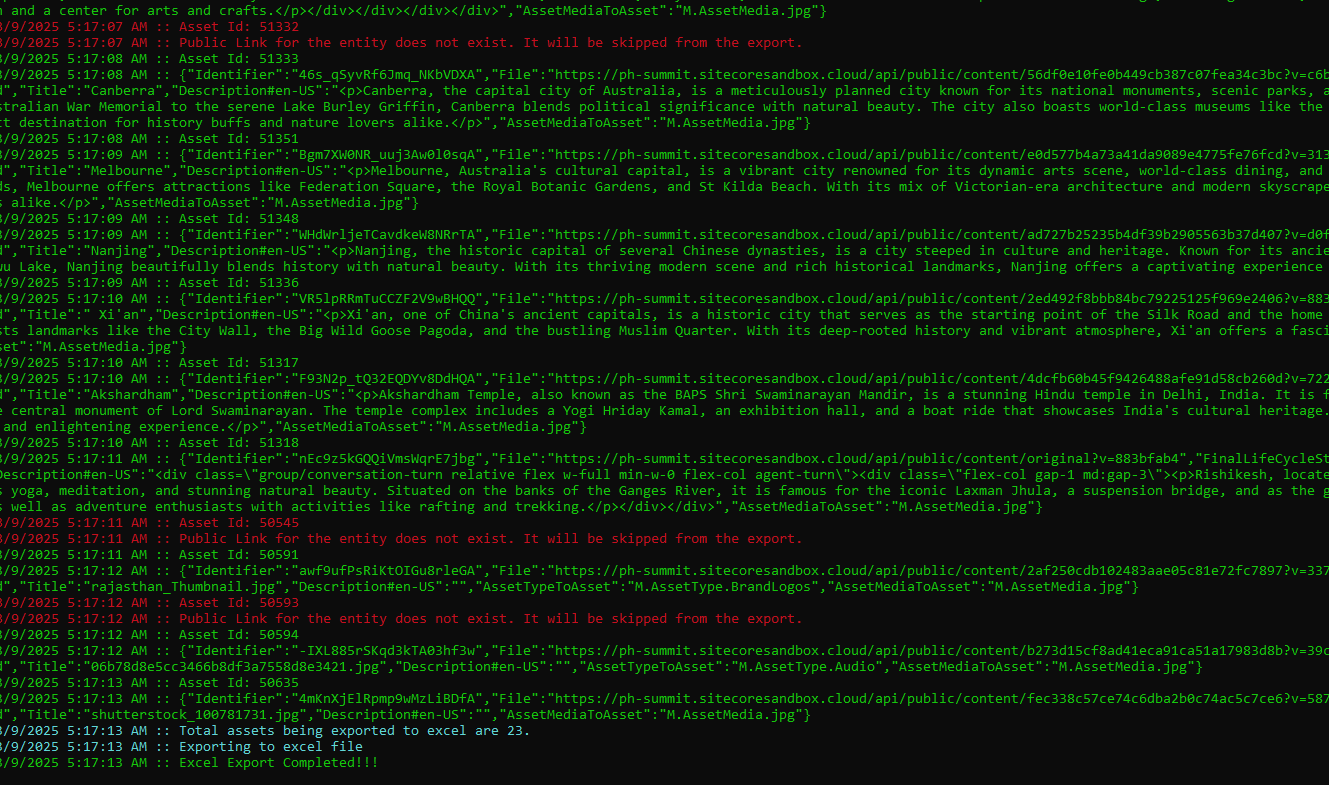 n and a center for arts and crafts.</p></div></div></div></div>","AssetMediaToAsset":"M.AssetMedia.jpg"}
3/9/2025 5:17:07 AM :: Asset Id: 51332
3/9/2025 5:17:07 AM :: Public Link for the entity does not exist. It will be skipped from the export.
3/9/2025 5:17:08 AM :: Asset Id: 51333
3/9/2025 5:17:08 AM :: {"Identifier":"46s_qSyvRf6Jmq_NKbVDXA","File":"https://ph-summit.sitecoresandbox.cloud/api/public/content/56df0e10fe0b449cb387c07fea34c3bc?v=c6b
d","Title":"Canberra","Description#en-US":"<p>Canberra, the capital city of Australia, is a meticulously planned city known for its national monuments, scenic parks, a
stralian War Memorial to the serene Lake Burley Griffin, Canberra blends political significance with natural beauty. The city also boasts world-class museums like the
ct destination for history buffs and nature lovers alike.</p>","AssetMediaToAsset":"M.AssetMedia.jpg"}
3/9/2025 5:17:08 AM :: Asset Id: 51351
3/9/2025 5:17:09 AM :: {"Identifier":"Bgm7XW0NR_uuj3Aw0l0sqA","File":"https://ph-summit.sitecoresandbox.cloud/api/public/content/e0d577b4a73a41da9089e4775fe76fcd?v=313
d","Title":"Melbourne","Description#en-US":"<p>Melbourne, Australia's cultural capital, is a vibrant city renowned for its dynamic arts scene, world-class dining, and
ds, Melbourne offers attractions like Federation Square, the Royal Botanic Gardens, and St Kilda Beach. With its mix of Victorian-era architecture and modern skyscrape
s alike.</p>","AssetMediaToAsset":"M.AssetMedia.jpg"}
3/9/2025 5:17:09 AM :: Asset Id: 51348
3/9/2025 5:17:09 AM :: {"Identifier":"WHdWrljeTCavdkeW8NRrTA","File":"https://ph-summit.sitecoresandbox.cloud/api/public/content/ad727b25235b4df39b2905563b37d407?v=d0f
d","Title":"Nanjing","Description#en-US":"<p>Nanjing, the historic capital of several Chinese dynasties, is a city steeped in culture and heritage. Known for its ancie
wu Lake, Nanjing beautifully blends history with natural beauty. With its thriving modern scene and rich historical landmarks, Nanjing offers a captivating experience
3/9/2025 5:17:09 AM :: Asset Id: 51336
3/9/2025 5:17:10 AM :: {"Identifier":"VR5lpRRmTuCCZF2V9wBHQQ","File":"https://ph-summit.sitecoresandbox.cloud/api/public/content/2ed492f8bbb84bc79225125f969e2406?v=883
d","Title":" Xi'an","Description#en-US":"<p>Xi'an, one of China's ancient capitals, is a historic city that serves as the starting point of the Silk Road and the home
sts landmarks like the City Wall, the Big Wild Goose Pagoda, and the bustling Muslim Quarter. With its deep-rooted history and vibrant atmosphere, Xi'an offers a fasci
set":"M.AssetMedia.jpg"}
3/9/2025 5:17:10 AM :: Asset Id: 51317
3/9/2025 5:17:10 AM :: {"Identifier":"F93N2p_tQ32EQDYv8DdHQA","File":"https://ph-summit.sitecoresandbox.cloud/api/public/content/4dcfb60b45f9426488afe91d58cb260d?v=722
d","Title":"Akshardham","Description#en-US":"<p>Akshardham Temple, also known as the BAPS Shri Swaminarayan Mandir, is a stunning Hindu temple in Delhi, India. It is f
e central monument of Lord Swaminarayan. The temple complex includes a Yogi Hriday Kamal, an exhibition hall, and a boat ride that showcases India's cultural heritage.
 and enlightening experience.</p>","AssetMediaToAsset":"M.AssetMedia.jpg"}
3/9/2025 5:17:10 AM :: Asset Id: 51318
3/9/2025 5:17:11 AM :: {"Identifier":"nEc9z5kGQQiVmsWqrE7jbg","File":"https://ph-summit.sitecoresandbox.cloud/api/public/content/original?v=883bfab4","FinalLifeCycleSt
Description#en-US":"<div class=\"group/conversation-turn relative flex w-full min-w-0 flex-col agent-turn\"><div class=\"flex-col gap-1 md:gap-3\"><p>Rishikesh, locate
s yoga, meditation, and stunning natural beauty. Situated on the banks of the Ganges River, it is famous for the iconic Laxman Jhula, a suspension bridge, and as the g
s well as adventure enthusiasts with activities like rafting and trekking.</p></div></div>","AssetMediaToAsset":"M.AssetMedia.jpg"}
3/9/2025 5:17:11 AM :: Asset Id: 50545
3/9/2025 5:17:11 AM :: Public Link for the entity does not exist. It will be skipped from the export.
3/9/2025 5:17:11 AM :: Asset Id: 50591
3/9/2025 5:17:12 AM :: {"Identifier":"awf9ufPsRiKtOIGu8rleGA","File":"https://ph-summit.sitecoresandbox.cloud/api/public/content/2af250cdb102483aae05c81e72fc7897?v=337
d","Title":"rajasthan_Thumbnail.jpg","Description#en-US":"","AssetTypeToAsset":"M.AssetType.BrandLogos","AssetMediaToAsset":"M.AssetMedia.jpg"}
3/9/2025 5:17:12 AM :: Asset Id: 50593
3/9/2025 5:17:12 AM :: Public Link for the entity does not exist. It will be skipped from the export.
3/9/2025 5:17:12 AM :: Asset Id: 50594
3/9/2025 5:17:12 AM :: {"Identifier":"-IXL885rSKqd3kTA03hf3w","File":"https://ph-summit.sitecoresandbox.cloud/api/public/content/b273d15cf8ad41eca91ca51a17983d8b?v=39c
d","Title":"06b78d8e5cc3466b8df3a7558d8e3421.jpg","Description#en-US":"","AssetTypeToAsset":"M.AssetType.Audio","AssetMediaToAsset":"M.AssetMedia.jpg"}
3/9/2025 5:17:13 AM :: Asset Id: 50635
3/9/2025 5:17:13 AM :: {"Identifier":"4mKnXjElRpmp9wMzLiBDfA","File":"https://ph-summit.sitecoresandbox.cloud/api/public/content/fec338c57ce74c6dba2b0c74ac5c7ce6?v=587
d","Title":"shutterstock_100781731.jpg","Description#en-US":"","AssetMediaToAsset":"M.AssetMedia.jpg"}
3/9/2025 5:17:13 AM :: Total assets being exported to excel are 23.
3/9/2025 5:17:13 AM :: Exporting to excel file
3/9/2025 5:17:13 AM :: Excel Export Completed!!!